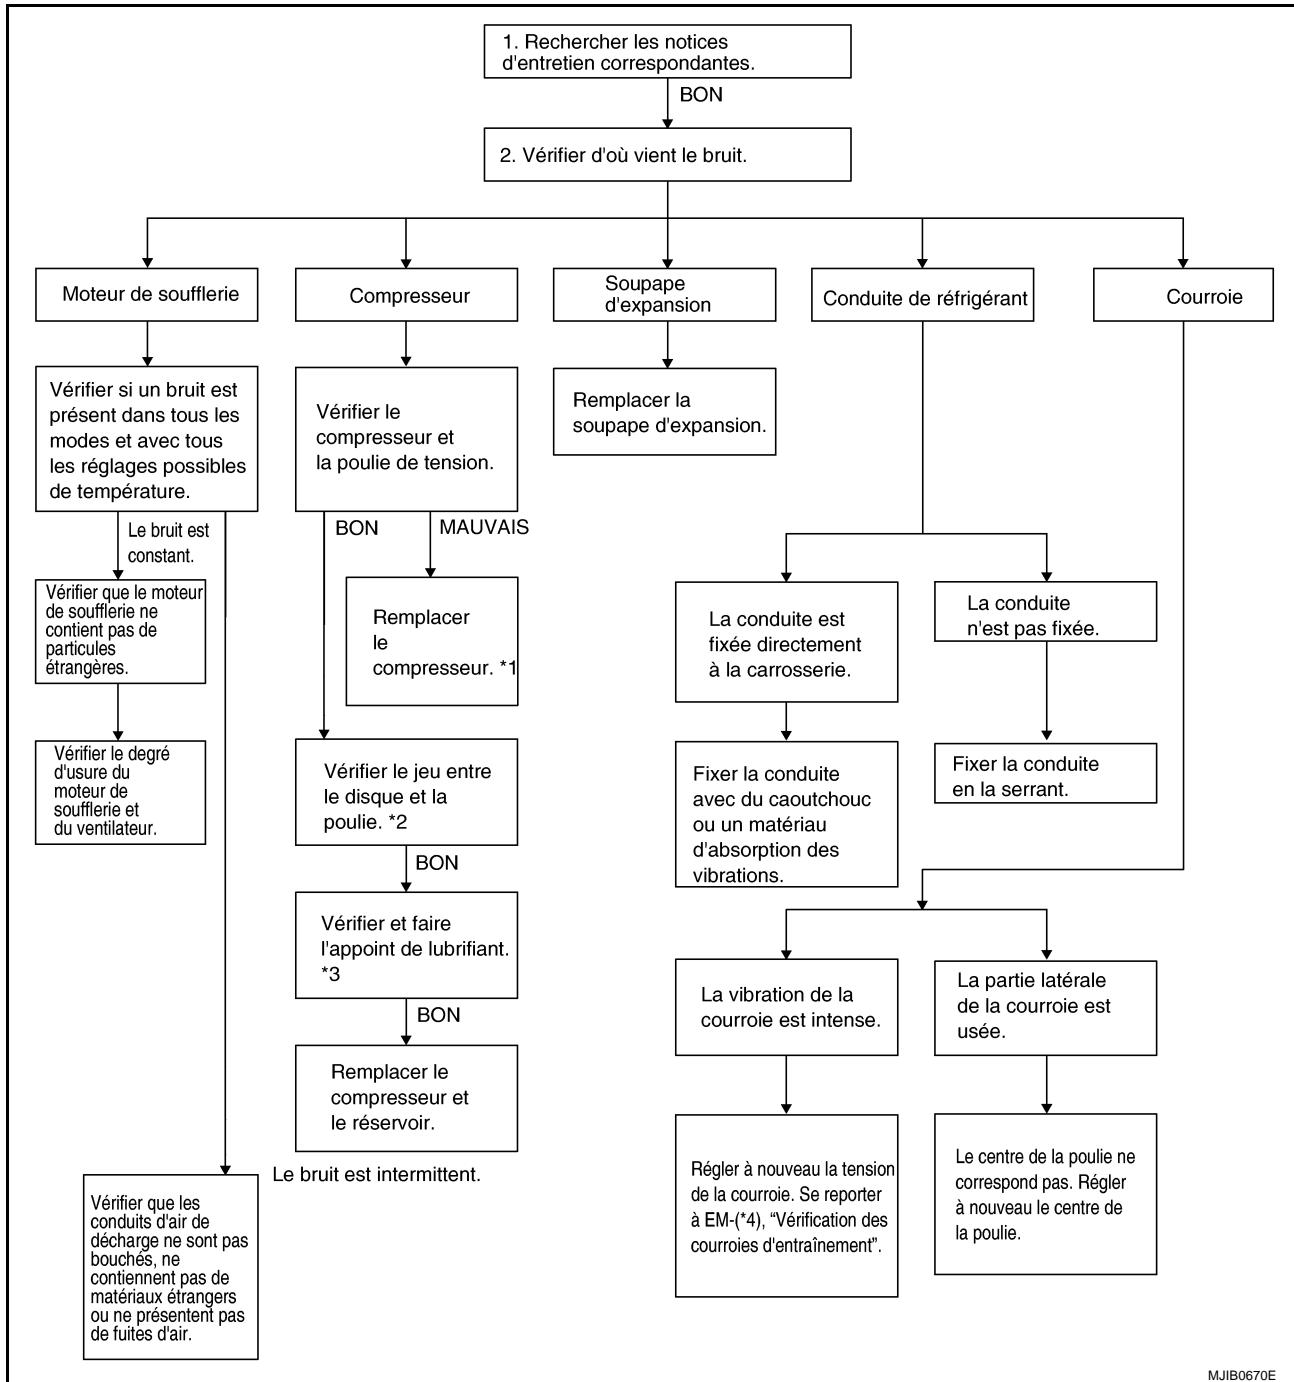 1. Rechercher les notices
d'entretien correspondantes.
BON
2. Vérifier d'où vient le bruit.
Moteur de soufflerie
Compresseur
Soupape
d'expansion
Conduite de réfrigérant
Courroie
Vérifier si un bruit est
présent dans tous les
modes et avec tous
les réglages possibles
de température.
Vérifier le
compresseur et
la poulie de tension.
Remplacer la
soupape d'expansion.
Le bruit est
constant.
BON
MAUVAIS
Vérifier que le moteur
de soufflerie ne
contient pas de
particules
étrangères.
Remplacer
le
compresseur. *1
La conduite est
fixée directement
à la carrosserie.
La conduite
n'est pas fixée.
Vérifier le degré
d'usure du
moteur de
soufflerie et
du ventilateur.
Vérifier le jeu entre
le disque et la
poulie. *2
Fixer la conduite
avec du caoutchouc
ou un matériau
d'absorption des
vibrations.
Fixer la conduite
en la serrant.
BON
Vérifier et faire
l'appoint de lubrifiant.
*3
BON
La vibration de la
courroie est intense.
La partie latérale
de la courroie est
usée.
Remplacer le
compresseur et
le réservoir.
Le bruit est intermittent.
Vérifier que les
conduits d'air de
décharge ne sont pas
bouchés, ne
contiennent pas de
matériaux étrangers
ou ne présentent pas
de fuites d'air.
Régler à nouveau la tension
de la courroie. Se reporter
à EM-(*4), “Vérification des
courroies d'entraînement”.
Le centre de la poulie ne
correspond pas. Régler
à nouveau le centre de
la poulie.
MJIB0670E